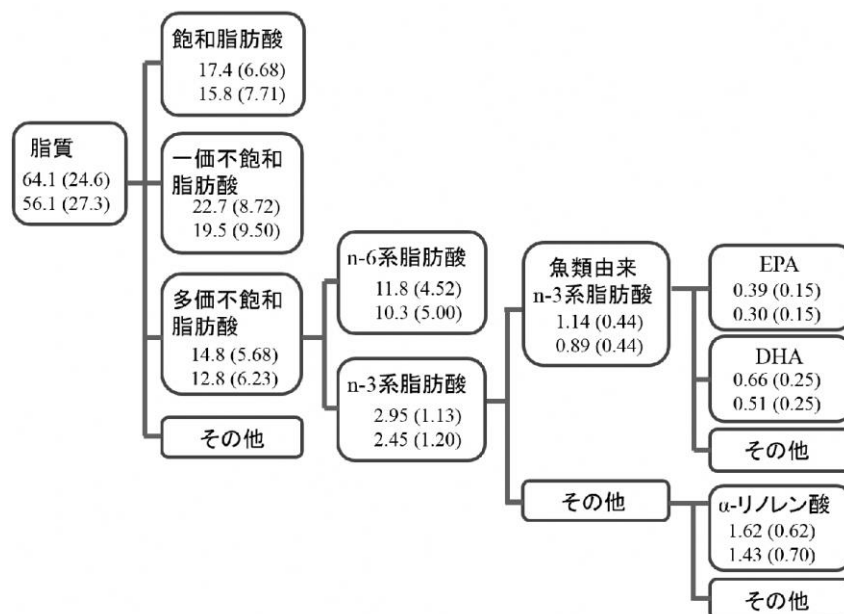 脂質
64.1 (24.6)
56.1 (27.3)
飽和脂肪酸
17.4 (6.68)
15.8 (7.71)
一価不飽和
脂肪酸
22.7 (8.72)
19.5 (9.50)
多価不飽和
脂肪酸
14.8 (5.68)
12.8 (6.23)
その他
n-6系脂肪酸
11.8 (4.52)
10.3 (5.00)
n-3系脂肪酸
2.95 (1.13)
2.45 (1.20)
魚類由来
n-3系脂肪酸
1.14 (0.44)
0.89 (0.44)
その他
EPA
0.39 (0.15)
0.30 (0.15)
DHA
0.66 (0.25)
0.51 (0.25)
その他
α-リノレン酸
1.62 (0.62)
1.43 (0.70)
その他